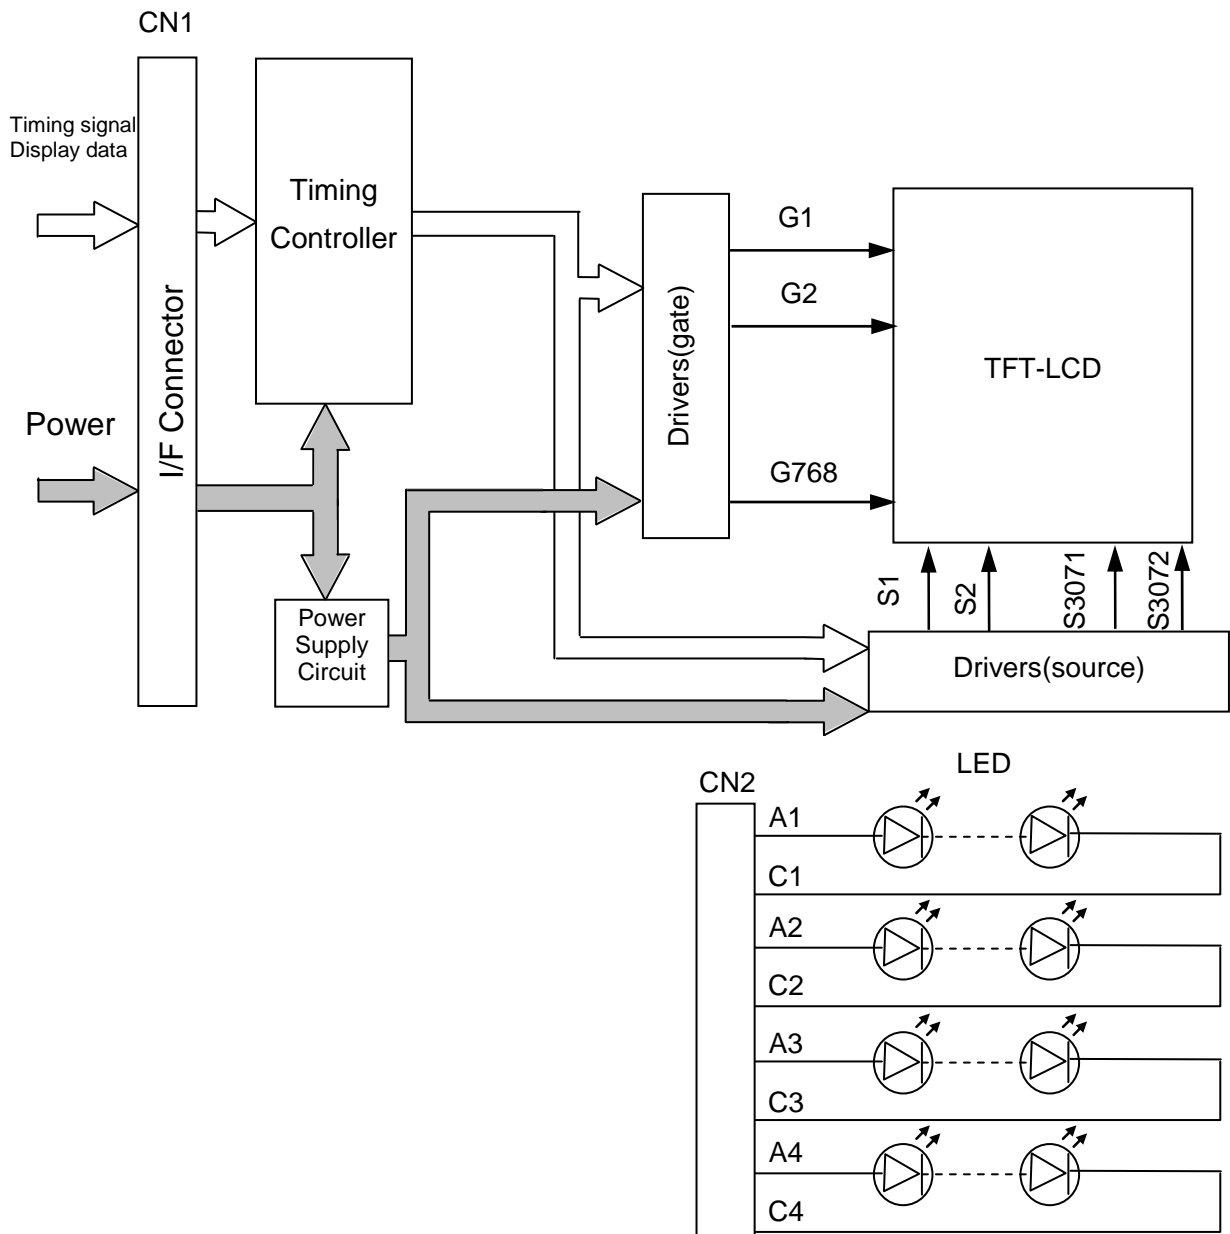 CN1
Timing signal
Display data
Timing
Controller
I/F Connector
Power
Power
Supply
Circuit
Drivers(gate)
G1
G2
G768
TFT-LCD
S1
S2
S3071
S3072
Drivers(source)
LED
CN2
A1
C1
A2
C2
A3
C3
A4
C4